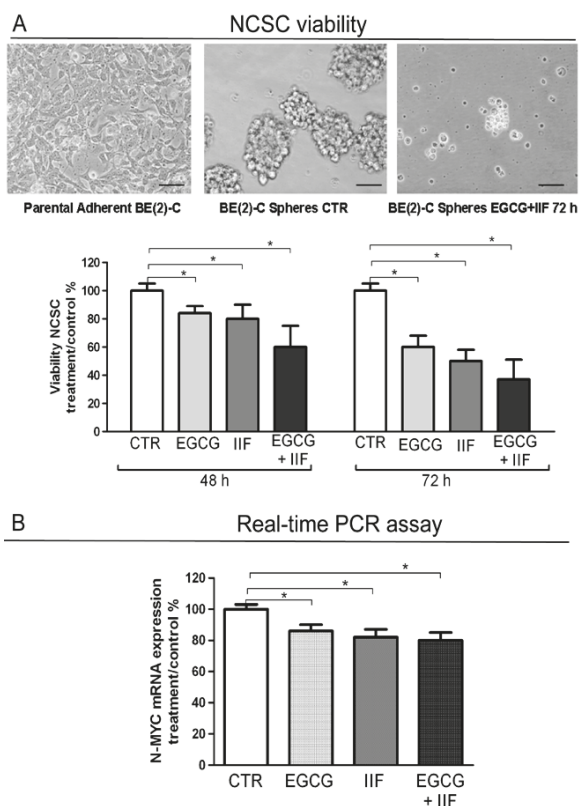 A NCSC viability
Parental Adherent BE(2)-C BE(2)-C Spheres CTR BE(2)-C Spheres EGCG+IIF 72 h
Viability NCSC
treatment/control %
120
100
80
60
40
20
0
* * *
* * *
CTR EGCG IIF EGCG CTR EGCG IIF EGCG
+ IIF + IIF
48 h 72 h
B Real-time PCR assay
N-MYC mRNA expression
treatment/control %
120
100
80
60
40
20
0
* * *
CTR EGCG IIF EGCG
+ IIF